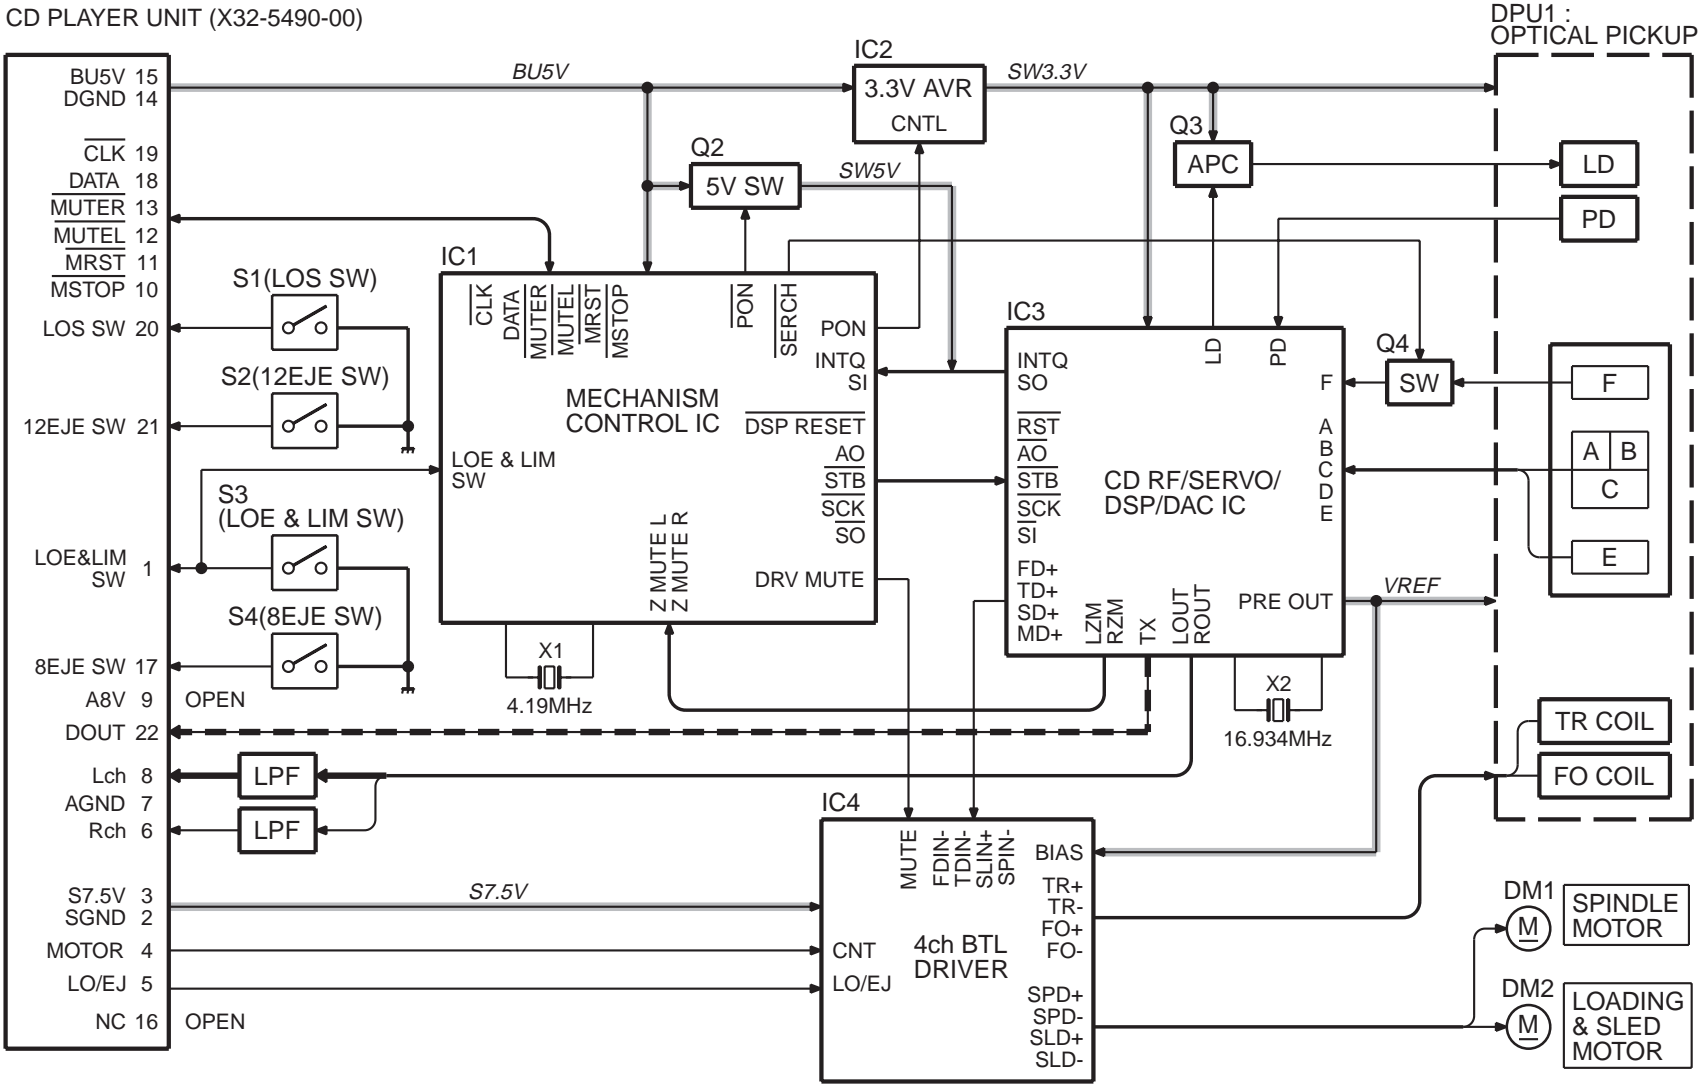 CD PLAYER UNIT (X32-5490-00)
DPU1 :
OPTICAL PICKUP
BU5V 15
DGND 14
CLK 19
DATA 18
MUTER 13
MUTEL 12
MRST 11
MSTOP 10
LOS SW 20
12EJE SW 21
LOE&LIM
SW 1
8EJE SW 17
A8V 9 OPEN
DOUT 22
Lch 8
AGND 7
Rch 6
S7.5V 3
SGND 2
MOTOR 4
LO/EJ 5
NC 16 OPEN
S1(LOS SW)
S2(12EJE SW)
S3
(LOE & LIM SW)
S4(8EJE SW)
LPF
LPF
BU5V
S7.5V
IC2
3.3V AVR
CNTL
SW3.3V
Q2
5V SW
SW5V
Q3
APC
LD
PD
IC1
CLK
DATA
MUTER
MUTEL
MRST
MSTOP
PON
SERCH
PON
INTQ
SI
MECHANISM
CONTROL IC
DSP RESET
AO
STB
SCK
SO
LOE & LIM
SW
Z MUTE L
Z MUTE R
DRV MUTE
X1
4.19MHz
IC3
LD
PD
INTQ
SO
RST
AO
STB
SCK
SI
FD+
TD+
SD+
MD+
CD RF/SERVO/
DSP/DAC IC
F
A
B
C
D
E
PRE OUT
LZM
RZM
TX
LOUT
ROUT
X2
16.934MHz
Q4
SW
F
A B
C
E
VREF
TR COIL
FO COIL
IC4
MUTE
FDIN-
TDIN-
SLIN+
SPIN-
BIAS
TR+
TR-
FO+
FO-
4ch BTL
DRIVER
CNT
LO/EJ
SPD+
SPD-
SLD+
SLD-
DM1
M
SPINDLE
MOTOR
DM2
M
LOADING
& SLED
MOTOR